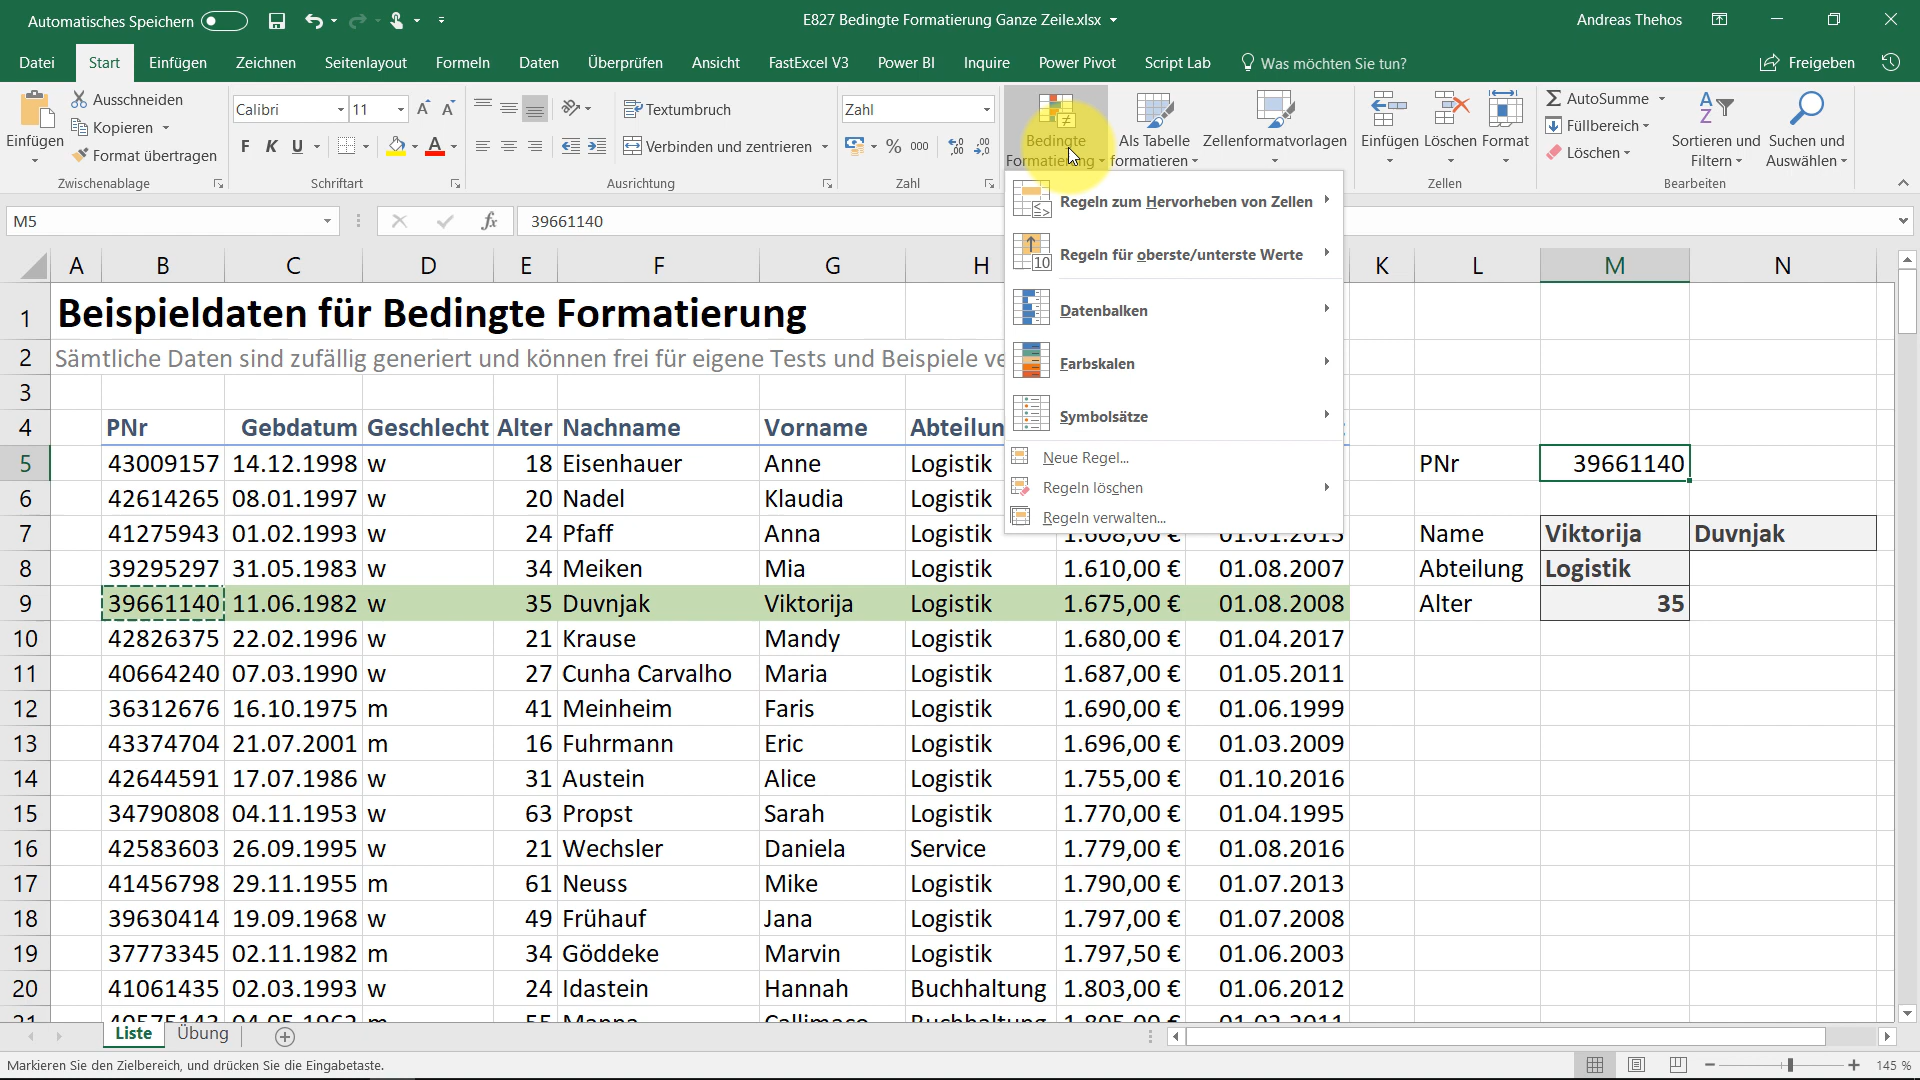 Automatisches Speichern E827 Bedingte Formatierung Ganze Zeile.xlsx Andreas Thehos
Datei Start Einfügen Zeichnen Seitenlayout Formeln Daten Überprüfen Ansicht FastExcel V3 Power BI Inquire Power Pivot Script Lab Was möchten Sie tun? Freigeben
Einfügen Ausschneiden Kopieren Format übertragen Zwischenablage
Calibri 11 F K U Schriftart
Textumbruch Verbinden und zentrieren Ausrichtung
Zahl % 000 Zahl
Bedingte Formatierung Als Tabelle formatieren Zellenformatvorlagen
Einfügen Löschen Format Zellen
AutoSumme Füllbereich Löschen Sortieren und Filtern Suchen und Auswählen Bearbeiten
M5 fx 39661140
Regeln zum Hervorheben von Zellen
Regeln für oberste/unterste Werte
Datenbalken
Farbskalen
Symbolsätze
Neue Regel...
Regeln löschen
Regeln verwalten...
A B C D E F G H K L M N
1 Beispieldaten für Bedingte Formatierung
2 Sämtliche Daten sind zufällig generiert und können frei für eigene Tests und Beispiele
3
4 PNr Gebdatum Geschlecht Alter Nachname Vorname Abteilun
5 43009157 14.12.1998 w 18 Eisenhauer Anne Logistik PNr 39661140
6 42614265 08.01.1997 w 20 Nadel Klaudia Logistik
7 41275943 01.02.1993 w 24 Pfaff Anna Logistik 1.608,00 € 01.01.2015 Name Viktorija Duvnjak
8 39295297 31.05.1983 w 34 Meiken Mia Logistik 1.610,00 € 01.08.2007 Abteilung Logistik
9 39661140 11.06.1982 w 35 Duvnjak Viktorija Logistik 1.675,00 € 01.08.2008 Alter 35
10 42826375 22.02.1996 w 21 Krause Mandy Logistik 1.680,00 € 01.04.2017
11 40664240 07.03.1990 w 27 Cunha Carvalho Maria Logistik 1.687,00 € 01.05.2011
12 36312676 16.10.1975 m 41 Meinheim Faris Logistik 1.690,00 € 01.06.1999
13 43374704 21.07.2001 m 16 Fuhrmann Eric Logistik 1.696,00 € 01.03.2009
14 42644591 17.07.1986 w 31 Austein Alice Logistik 1.755,00 € 01.10.2016
15 34790808 04.11.1953 w 63 Propst Sarah Logistik 1.770,00 € 01.04.1995
16 42583603 26.09.1995 w 21 Wechsler Daniela Service 1.779,00 € 01.08.2016
17 41456798 29.11.1955 m 61 Neuss Mike Logistik 1.790,00 € 01.07.2013
18 39630414 19.09.1968 w 49 Frühauf Jana Logistik 1.797,00 € 01.07.2008
19 37773345 02.11.1982 m 34 Göddeke Marvin Logistik 1.797,50 € 01.06.2003
20 41061435 02.03.1993 w 24 Idastein Hannah Buchhaltung 1.803,00 € 01.06.2012
Liste Übung
Markieren Sie den Zielbereich, und drücken Sie die Eingabetaste. 145 %